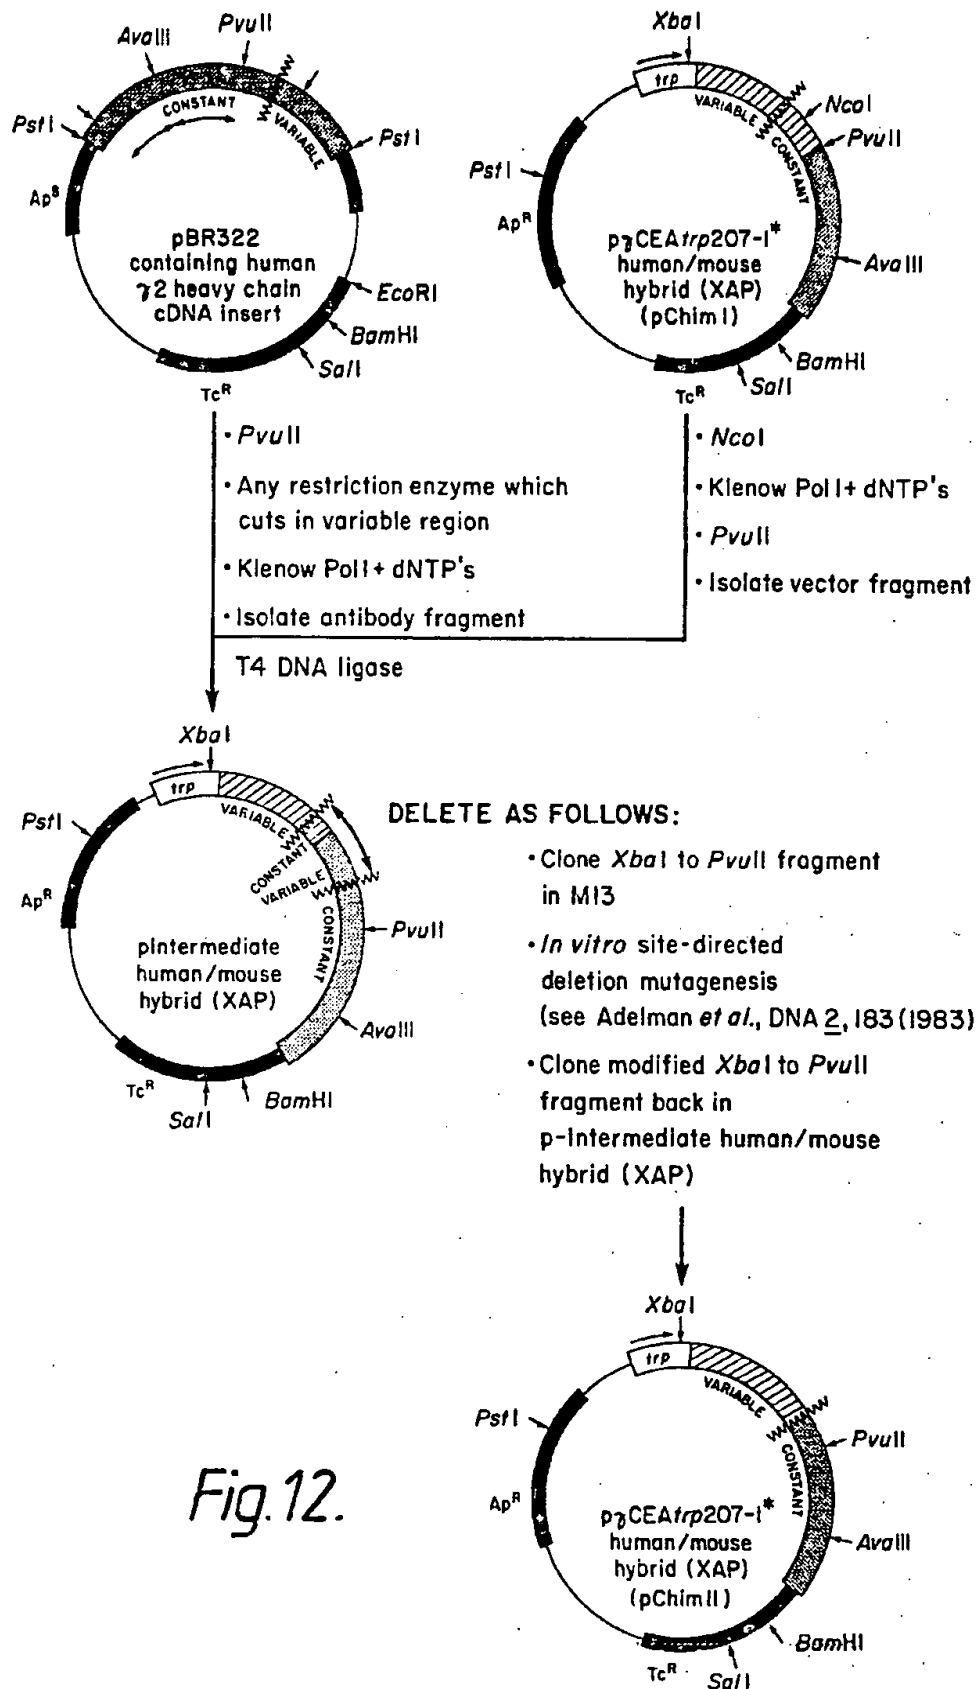 PvuII
AvaIII
PstI
CONSTANT
VARIABLE
PstI
Ap^S
pBR322
containing human
γ2 heavy chain
cDNA insert
EcoRI
BamHI
SalI
Tc^R
XbaI
trp
VARIABLE
CONSTANT
NcoI
PvuII
PstI
Ap^R
pγCEAtrp207-1*
human/mouse
hybrid (XAP)
(pChimI)
AvaIII
BamHI
SalI
Tc^R
• PvuII
• Any restriction enzyme which
cuts in variable region
• Klenow PolI + dNTP's
• Isolate antibody fragment
• NcoI
• Klenow PolI + dNTP's
• PvuII
• Isolate vector fragment
T4 DNA ligase
XbaI
trp
VARIABLE
CONSTANT
VARIABLE
CONSTANT
PstI
Ap^R
PvuII
pIntermediate
human/mouse
hybrid (XAP)
AvaIII
Tc^R
SalI
BamHI
DELETE AS FOLLOWS:
• Clone XbaI to PvuII fragment
in M13
• In vitro site-directed
deletion mutagenesis
(see Adelman et al., DNA 2, 183 (1983)
• Clone modified XbaI to PvuII
fragment back in
p-Intermediate human/mouse
hybrid (XAP)
XbaI
trp
VARIABLE
CONSTANT
PstI
PvuII
Ap^R
pγCEAtrp207-1*
human/mouse
hybrid (XAP)
(pChimII)
AvaIII
BamHI
SalI
Tc^R
Fig.12.